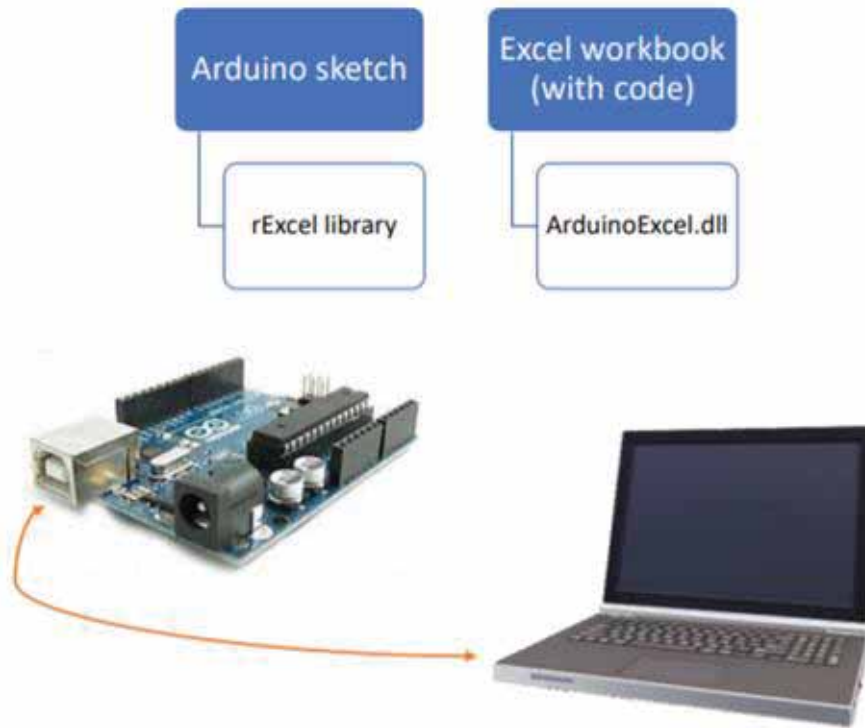 Arduino sketch
Excel workbook
(with code)
rExcel library
ArduinoExcel.dll